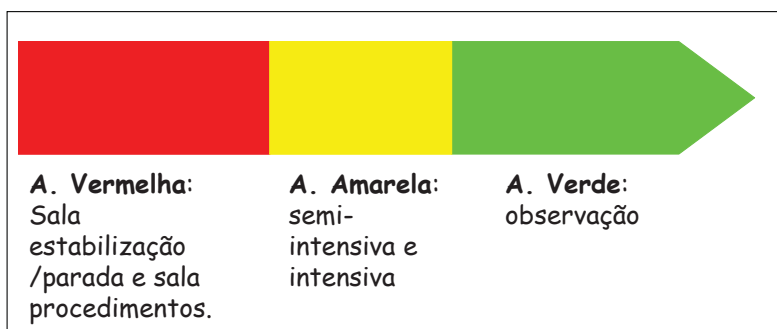 A. Vermelha:
Sala
estabilização
/parada e sala
procedimentos.
A. Amarela:
semi-
intensiva e
intensiva
A. Verde:
observação